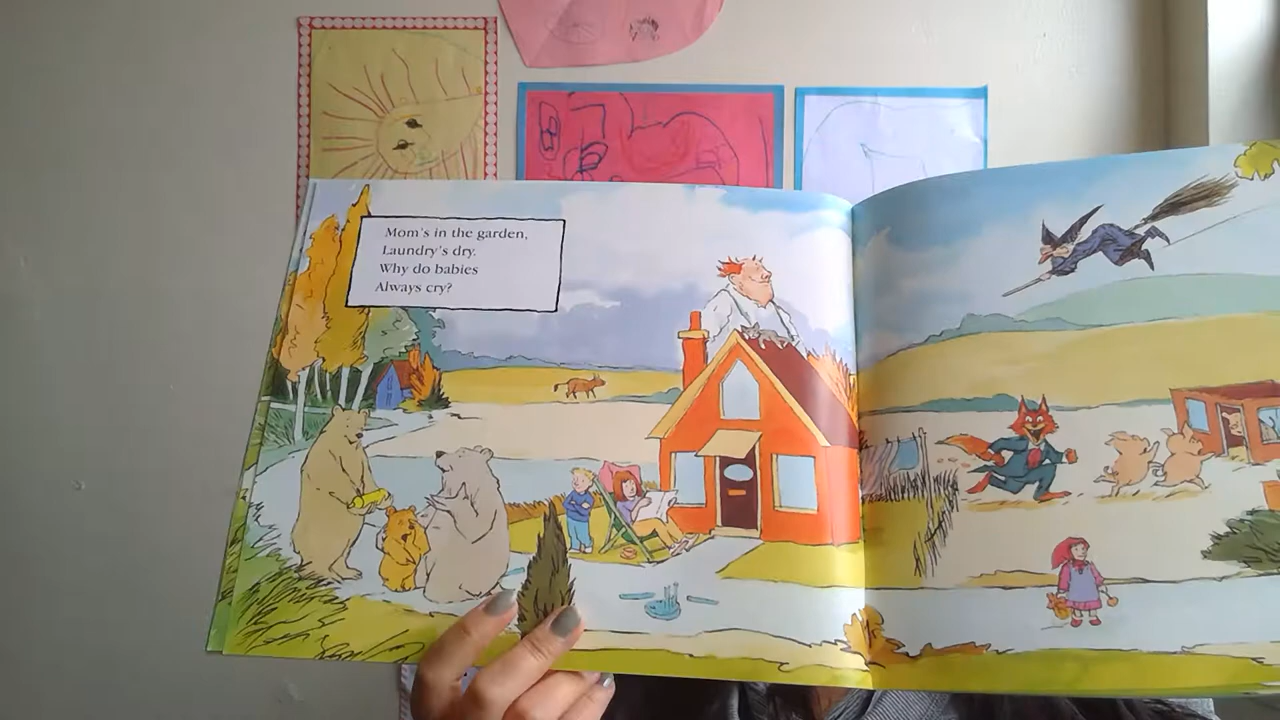 Mom's in the garden,
Laundry's dry.
Why do babies
Always cry?